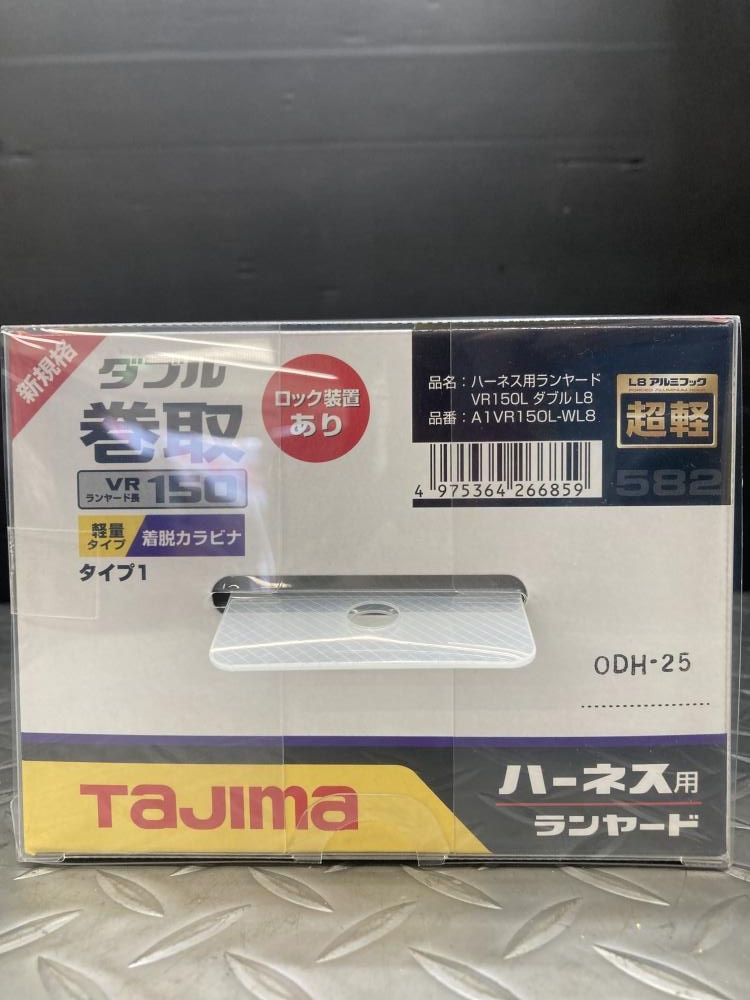 新規格
ダブル
巻取
VR
ランヤード長
150
軽量
タイプ
着脱カラビナ
タイプ1
ロック装置
あり
品名：ハーネス用ランヤード
VR150L ダブル L8
品番：A1VR150L-WL8
4 975364 266859
L8 アルミフック
FORGED ALUMINUM HOOK
超軽
582
ODH-25
TaJIma
ハーネス用
ランヤード